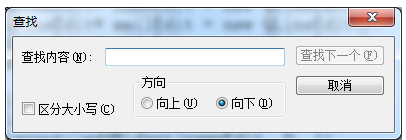 查找
查找内容(N)：
查找下一个(F)
方向
取消
区分大小写(C)
向上(U)
向下(D)